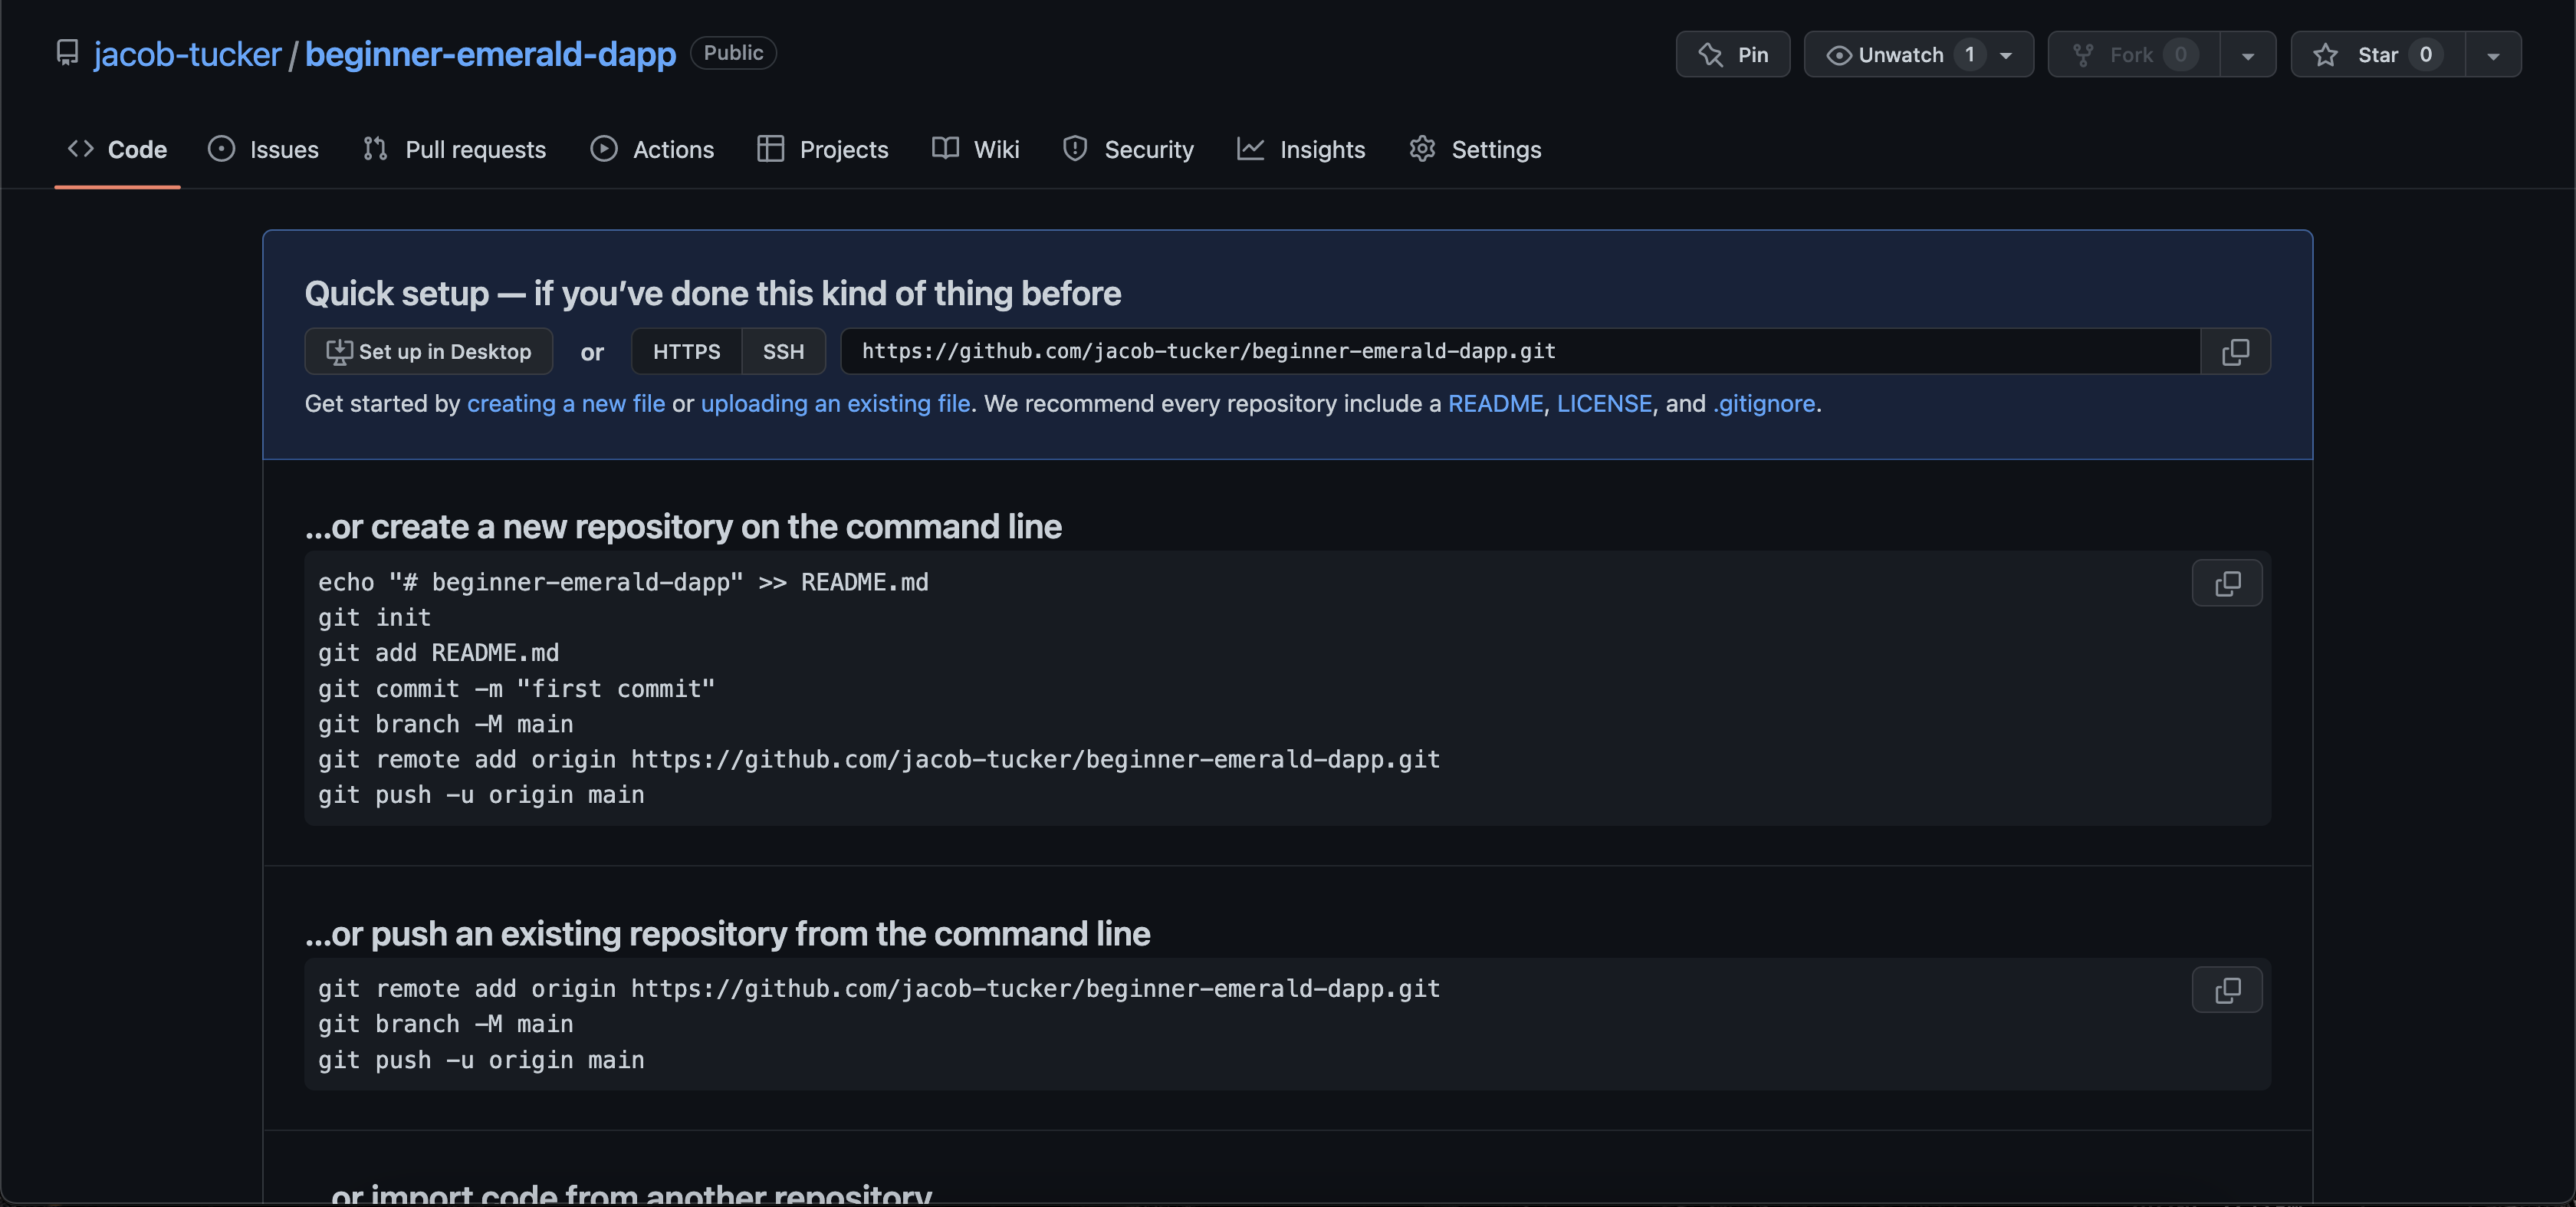 jacob-tucker / beginner-emerald-dapp Public
Pin
Unwatch 1
Fork 0
Star 0
Code
Issues
Pull requests
Actions
Projects
Wiki
Security
Insights
Settings
Quick setup — if you’ve done this kind of thing before
Set up in Desktop or HTTPS SSH https://github.com/jacob-tucker/beginner-emerald-dapp.git
Get started by creating a new file or uploading an existing file. We recommend every repository include a README, LICENSE, and .gitignore.
…or create a new repository on the command line
echo "# beginner-emerald-dapp" >> README.md
git init
git add README.md
git commit -m "first commit"
git branch -M main
git remote add origin https://github.com/jacob-tucker/beginner-emerald-dapp.git
git push -u origin main
…or push an existing repository from the command line
git remote add origin https://github.com/jacob-tucker/beginner-emerald-dapp.git
git branch -M main
git push -u origin main
or import code from another repository